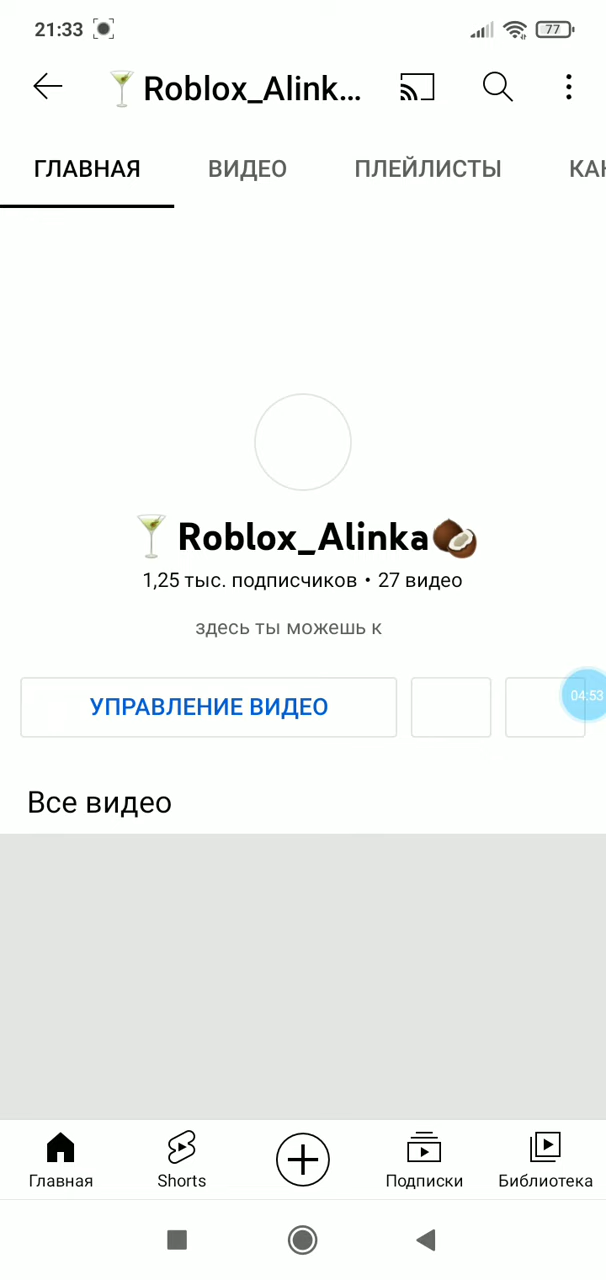 21:33
77
Roblox_Alink...
ГЛАВНАЯ ВИДЕО ПЛЕЙЛИСТЫ КАН
Roblox_Alinka
1,25 тыс. подписчиков • 27 видео
здесь ты можешь к
УПРАВЛЕНИЕ ВИДЕО
04:53
Все видео
Главная Shorts Подписки Библиотека